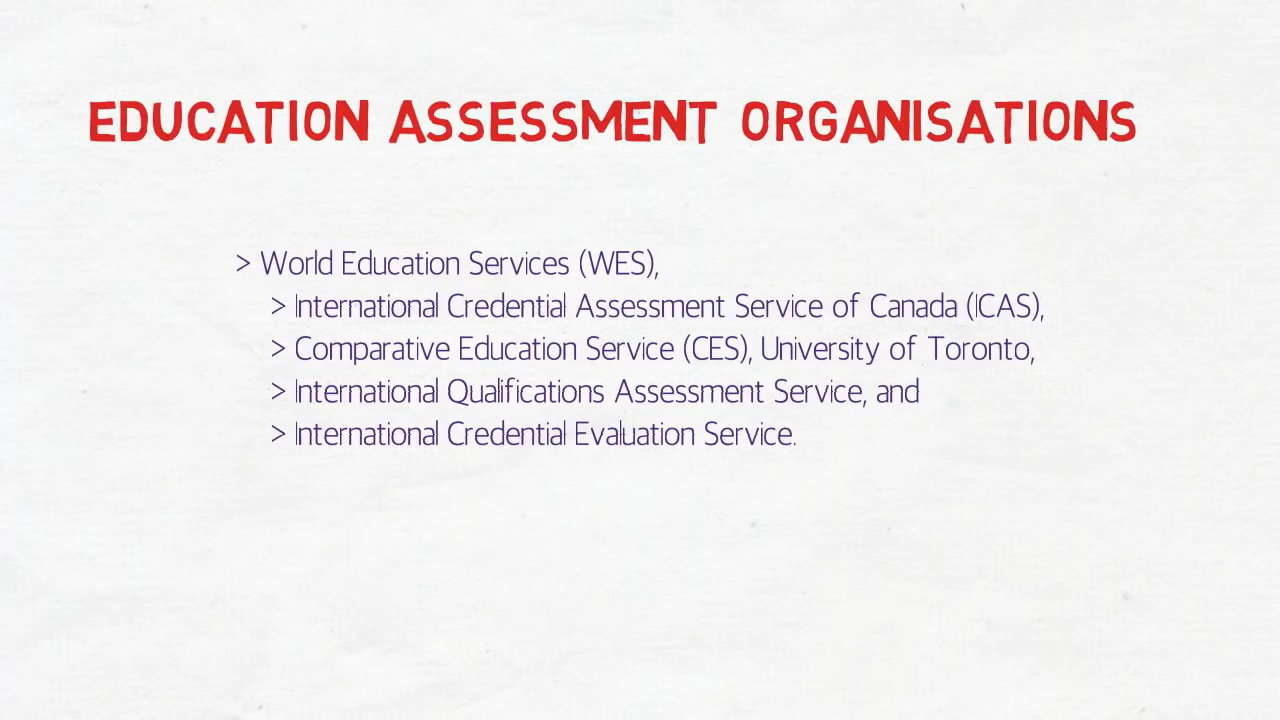 EDUCATION ASSESSMENT ORGANISATIONS
> World Education Services (WES),
> International Credential Assessment Service of Canada (ICAS),
> Comparative Education Service (CES), University of Toronto,
> International Qualifications Assessment Service, and
> International Credential Evaluation Service.